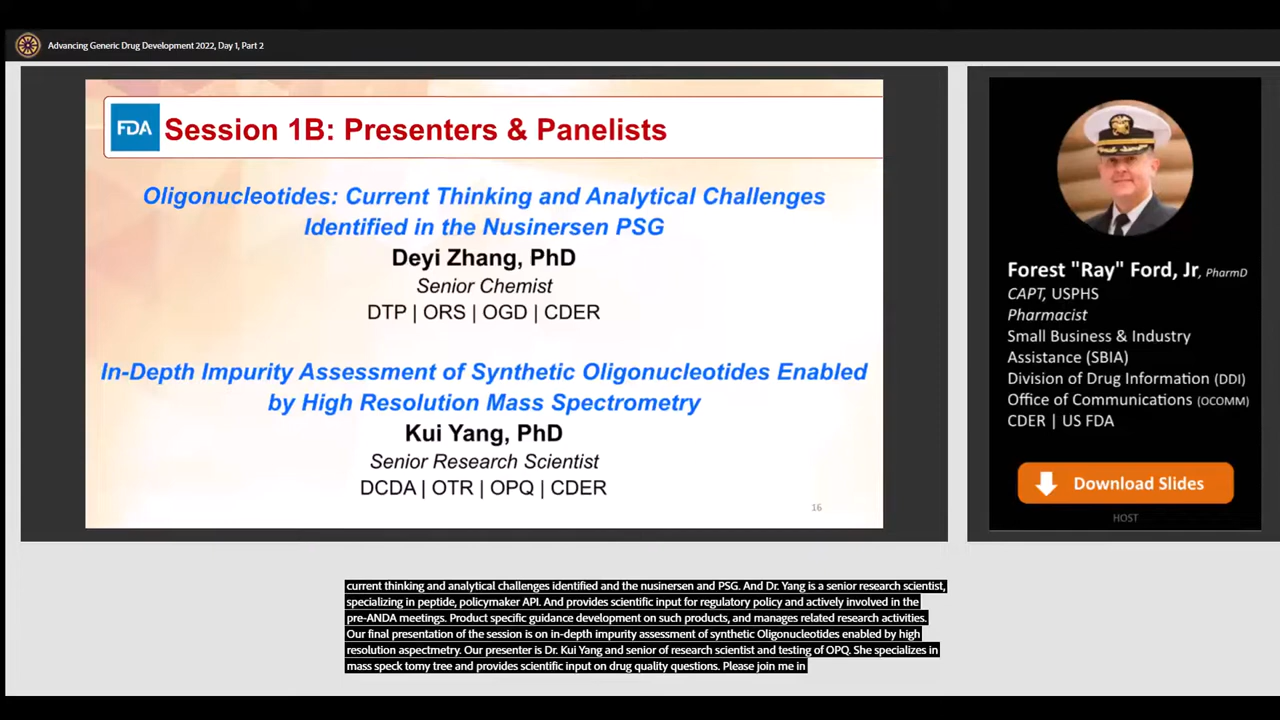 Advancing Generic Drug Development 2022, Day 1, Part 2
FDA
Session 1B: Presenters & Panelists
Oligonucleotides: Current Thinking and Analytical Challenges
Identified in the Nusinersen PSG
Deyi Zhang, PhD
Senior Chemist
DTP | ORS | OGD | CDER
In-Depth Impurity Assessment of Synthetic Oligonucleotides Enabled
by High Resolution Mass Spectrometry
Kui Yang, PhD
Senior Research Scientist
DCDA | OTR | OPQ | CDER
16
Forest "Ray" Ford, Jr, PharmD
CAPT, USPHS
Pharmacist
Small Business & Industry
Assistance (SBIA)
Division of Drug Information (DDI)
Office of Communications (OCOMM)
CDER | US FDA
Download Slides
HOST
current thinking and analytical challenges identified and the nusinersen and PSG. And Dr. Yang is a senior research scientist,
specializing in peptide, policymaker API. And provides scientific input for regulatory policy and actively involved in the
pre-ANDA meetings. Product specific guidance development on such products, and manages related research activities.
Our final presentation of the session is on in-depth impurity assessment of synthetic Oligonucleotides enabled by high
resolution aspectmetry. Our presenter is Dr. Kui Yang and senior of research scientist and testing of OPQ. She specializes in
mass speck tomy tree and provides scientific input on drug quality questions. Please join me in